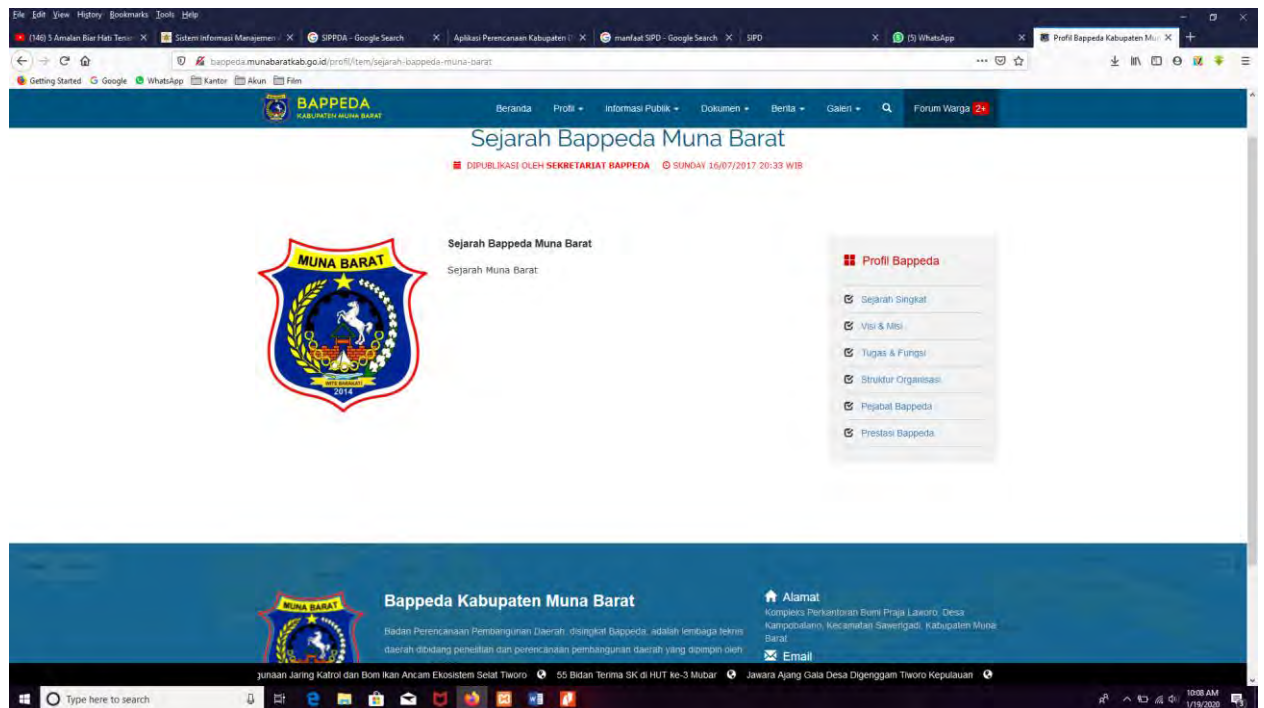 File Edit View History Bookmarks Tools Help
(146) 5 Amalan Biar Hati Tenan
Sistem Informasi Manajemen
SIPPDA - Google Search
Aplikasi Perencanaan Kabupaten
manfaat SIPD - Google Search
SIPD
(5) WhatsApp
Profil Bappeda Kabupaten Mun
bappeda.munabaratkab.go.id/profil/item/sejarah-bappeda-muna-barat
Getting Started Google WhatsApp Kantor Akun Film
BAPPEDA
KABUPATEN MUNA BARAT
Beranda Profil Informasi Publik Dokumen Berita Galeri Forum Warga 2+
Sejarah Bappeda Muna Barat
DIPUBLIKASI OLEH SEKRETARIAT BAPPEDA SUNDAY 16/07/2017 20:33 WIB
MUNA BARAT
2014
Sejarah Bappeda Muna Barat
Sejarah Muna Barat
Profil Bappeda
Sejarah Singkat
Visi & Misi
Tugas & Fungsi
Struktur Organisasi
Pejabat Bappeda
Prestasi Bappeda
MUNA BARAT
Bappeda Kabupaten Muna Barat
Badan Perencanaan Pembangunan Daerah, disingkat Bappeda, adalah lembaga teknis
daerah dibidang penelitian dan perencanaan pembangunan daerah yang dipimpin oleh
Alamat
Kompleks Perkantoran Bumi Praja Laworo, Desa
Kampobalano, Kecamatan Sawerigadi, Kabupaten Muna
Barat
Email
gunaan Jaring Katrol dan Bom Ikan Ancam Ekosistem Selat Tiworo 55 Bidan Terima SK di HUT ke-3 Mubar Jawara Ajang Gala Desa Digenggam Tiworo Kepulauan
Type here to search
10:08 AM
1/19/2020